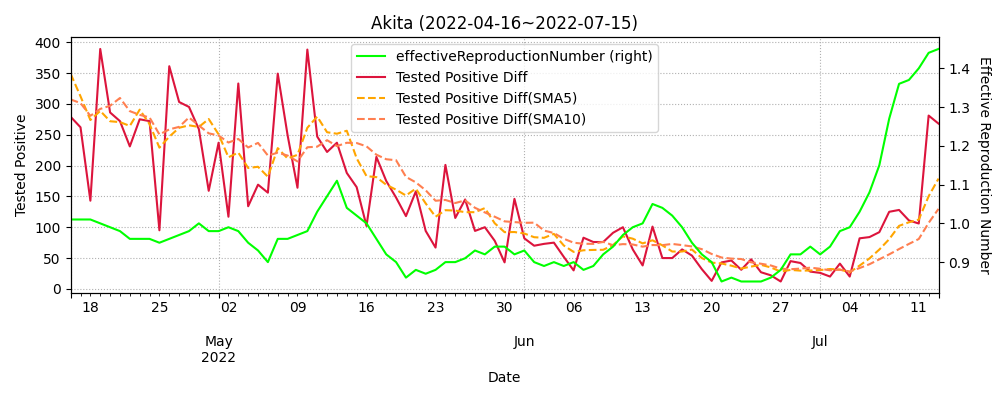 Akita (2022-04-16~2022-07-15)
effectiveReproductionNumber (right)
Tested Positive Diff
Tested Positive Diff(SMA5)
Tested Positive Diff(SMA10)
Tested Positive
400
350
300
250
200
150
100
50
0
Effective Reproduction Number
1.4
1.3
1.2
1.1
1.0
0.9
18 25 02 09 16 23 30 06 13 20 27 04 11
May Jun Jul
2022
Date